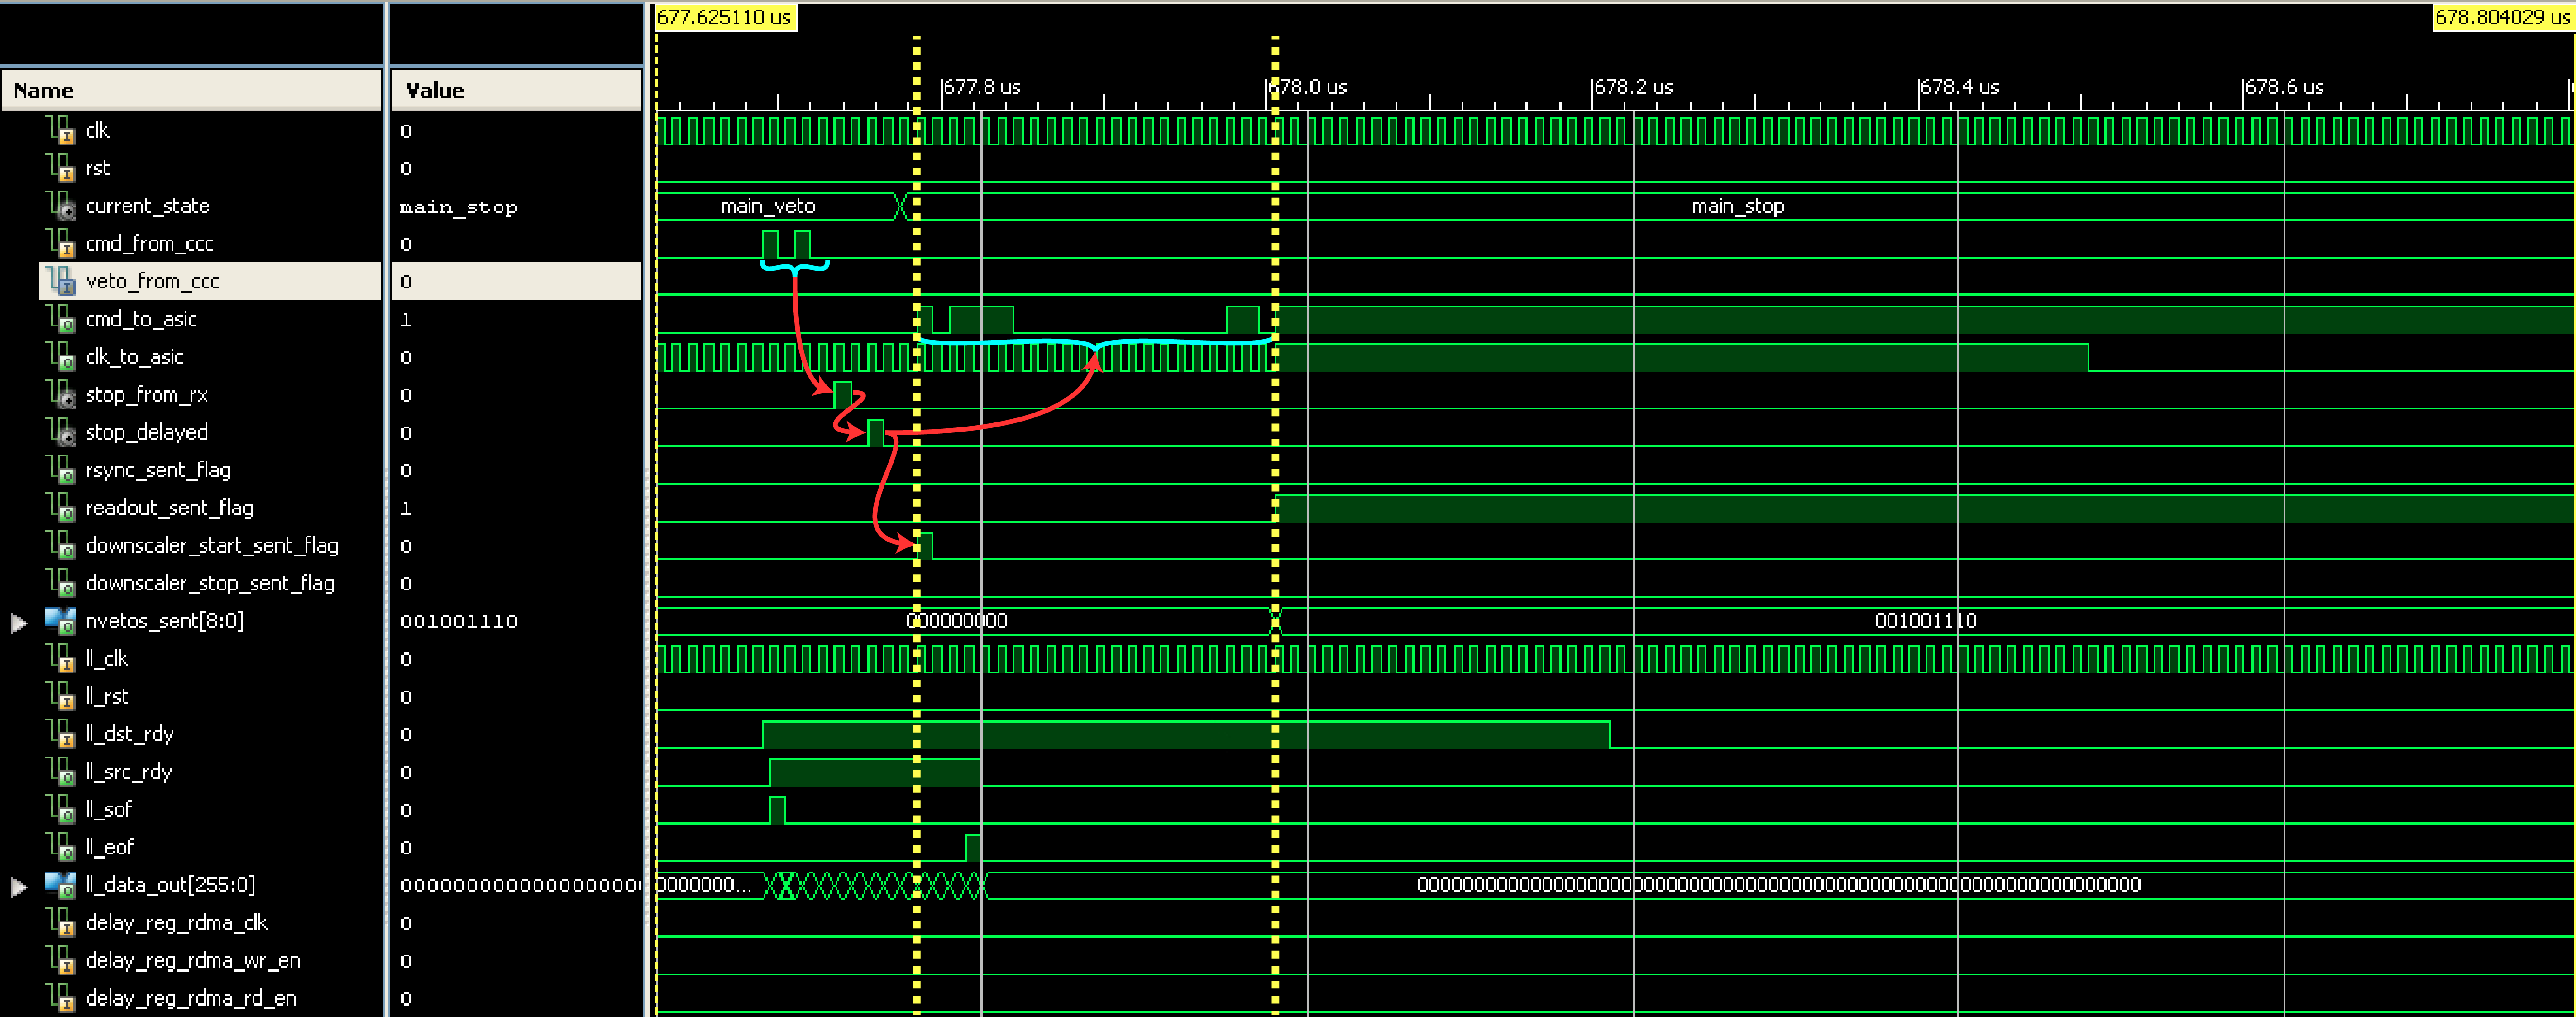 677.625110 us
678.804029 us
677.8 us
678.0 us
678.2 us
678.4 us
678.6 us
Name Value
clk 0
rst 0
current_state main_stop main_veto main_stop
cmd_from_ccc 0
veto_from_ccc 0
cmd_to_asic 1
clk_to_asic 0
stop_from_rx 0
stop_delayed 0
rsync_sent_flag 0
readout_sent_flag 1
downscaler_start_sent_flag 0
downscaler_stop_sent_flag 0
nvetos_sent[8:0] 001001110 000000000 001001110
ll_clk 0
ll_rst 0
ll_dst_rdy 0
ll_src_rdy 0
ll_sof 0
ll_eof 0
ll_data_out[255:0] 0000000...
delay_reg_rdma_clk 0
delay_reg_rdma_wr_en 0
delay_reg_rdma_rd_en 0